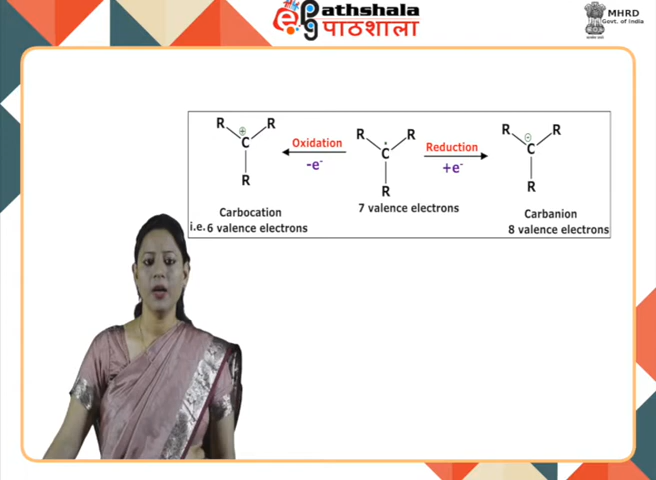 ePG Pathshala
पाठशाला
MHRD
Govt. of India
R R R R R R
C⊕ Oxidation C• Reduction C⊖
-e⁻ +e⁻
R R R
Carbocation 7 valence electrons Carbanion
i.e. 6 valence electrons 8 valence electrons